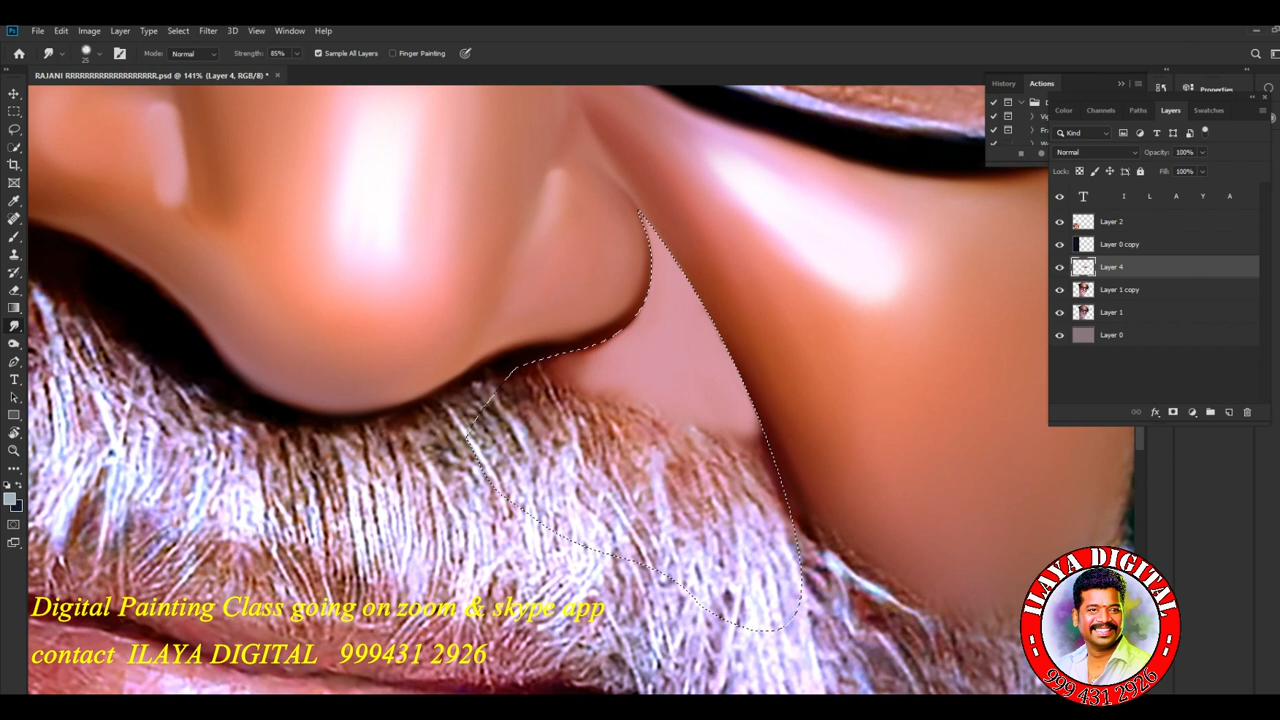 File Edit Image Layer Type Select Filter 3D View Window Help
25 Mode: Normal Strength: 85% Sample All Layers Finger Painting
RAJANI RRRRRRRRRRRRRRRRRRR.psd @ 141% (Layer 4, RGB/8) *
History Actions
Properties
Color Channels Paths Layers Swatches
Kind
Normal Opacity: 100%
Lock: Fill: 100%
T I L A Y A
Layer 2
Layer 0 copy
Layer 4
Layer 1 copy
Layer 1
Layer 0
Digital Painting Class going on zoom & skype app
contact ILAYA DIGITAL 999431 2926
ILAYA DIGITAL
999 431 2926